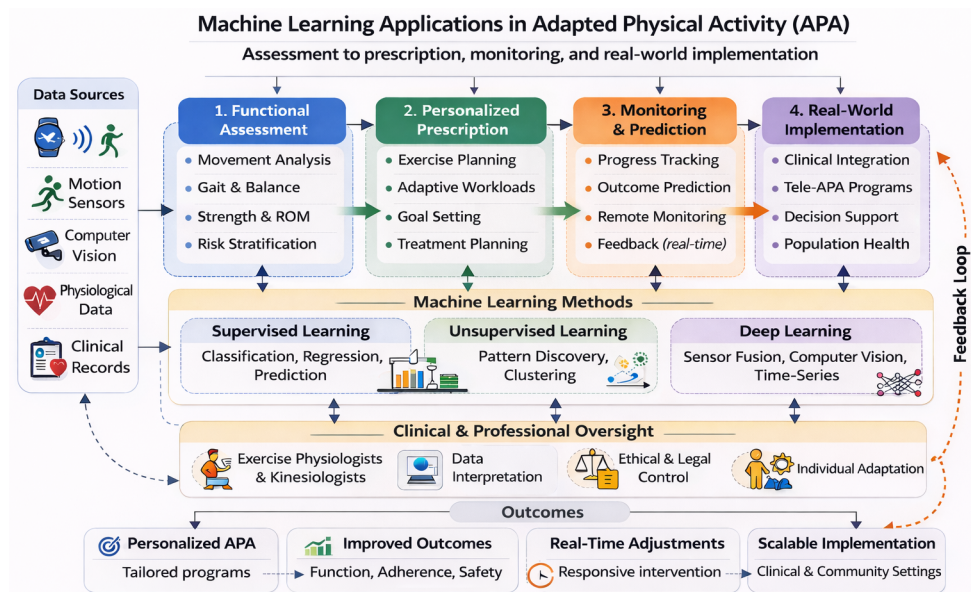 Machine Learning Applications in Adapted Physical Activity (APA)
Assessment to prescription, monitoring, and real-world implementation
Data Sources
Motion
Sensors
Computer
Vision
Physiological
Data
Clinical
Records
1. Functional
Assessment
Movement Analysis
Gait & Balance
Strength & ROM
Risk Stratification
2. Personalized
Prescription
Exercise Planning
Adaptive Workloads
Goal Setting
Treatment Planning
3. Monitoring
& Prediction
Progress Tracking
Outcome Prediction
Remote Monitoring
Feedback (real-time)
4. Real-World
Implementation
Clinical Integration
Tele-APA Programs
Decision Support
Population Health
Feedback Loop
Machine Learning Methods
Supervised Learning
Classification, Regression,
Prediction
Unsupervised Learning
Pattern Discovery,
Clustering
Deep Learning
Sensor Fusion, Computer Vision,
Time-Series
Clinical & Professional Oversight
Exercise Physiologists
& Kinesiologists
Data
Interpretation
Ethical & Legal
Control
Individual Adaptation
Outcomes
Personalized APA
Tailored programs
Improved Outcomes
Function, Adherence, Safety
Real-Time Adjustments
Responsive intervention
Scalable Implementation
Clinical & Community Settings